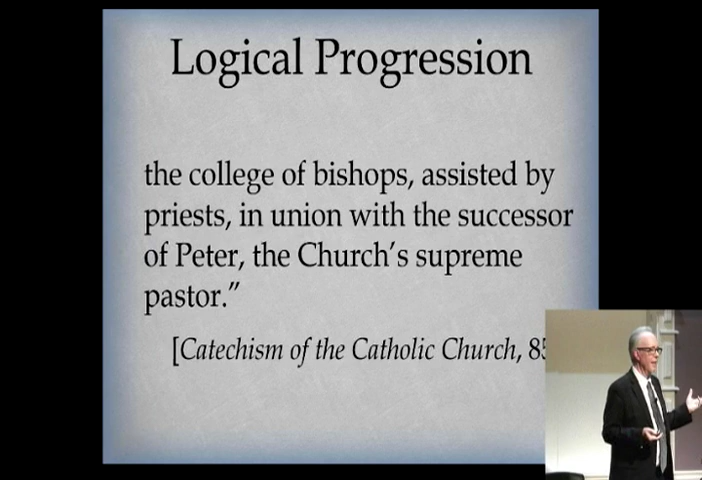 Logical Progression
the college of bishops, assisted by
priests, in union with the successor
of Peter, the Church's supreme
pastor."
[Catechism of the Catholic Church,